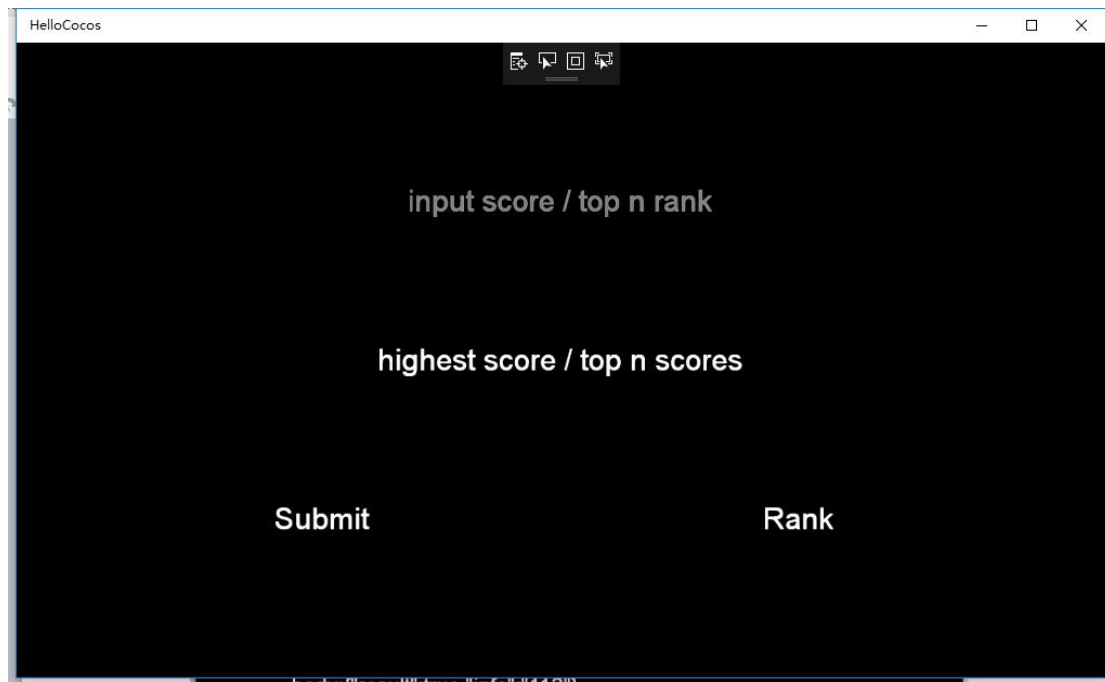 HelloCocos
input score / top n rank
highest score / top n scores
Submit
Rank